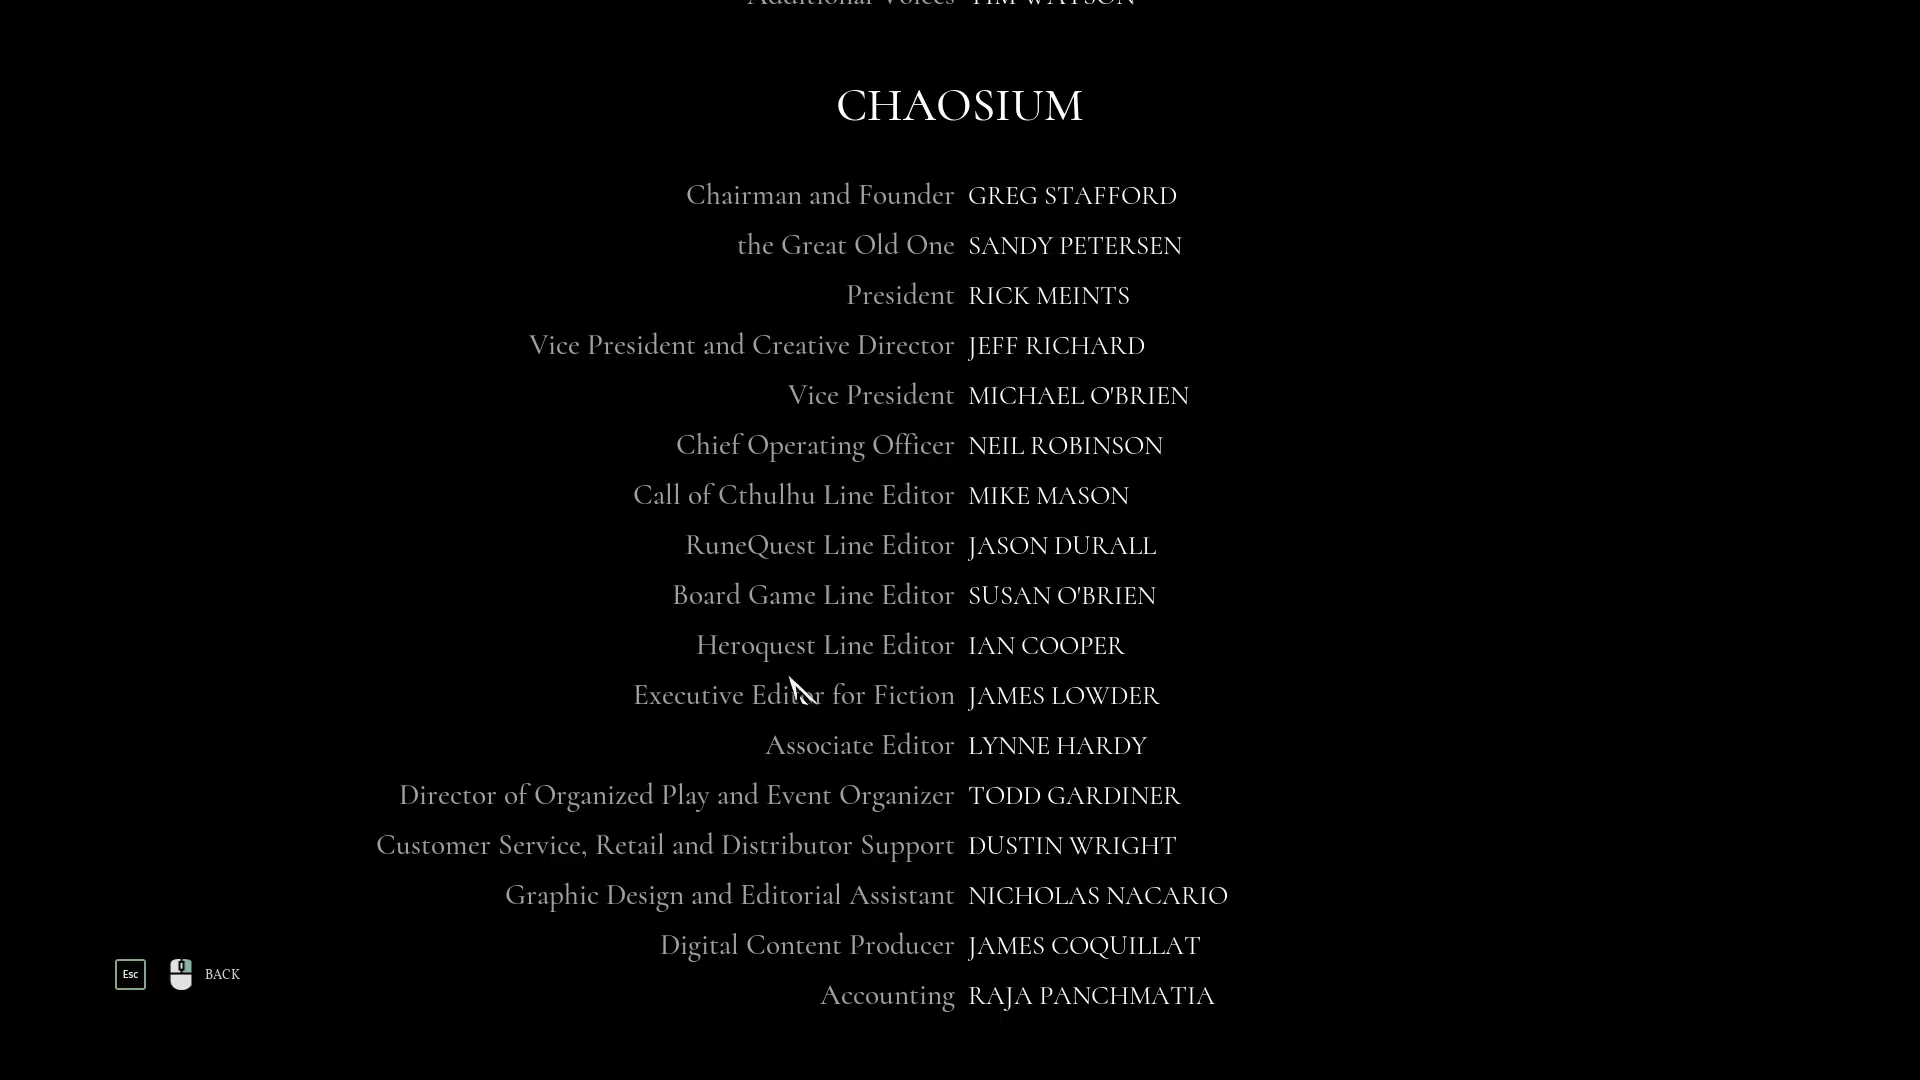 Additional Voices TIM WATSON
CHAOSIUM
Chairman and Founder GREG STAFFORD
the Great Old One SANDY PETERSEN
President RICK MEINTS
Vice President and Creative Director JEFF RICHARD
Vice President MICHAEL O'BRIEN
Chief Operating Officer NEIL ROBINSON
Call of Cthulhu Line Editor MIKE MASON
RuneQuest Line Editor JASON DURALL
Board Game Line Editor SUSAN O'BRIEN
Heroquest Line Editor IAN COOPER
Executive Editor for Fiction JAMES LOWDER
Associate Editor LYNNE HARDY
Director of Organized Play and Event Organizer TODD GARDINER
Customer Service, Retail and Distributor Support DUSTIN WRIGHT
Graphic Design and Editorial Assistant NICHOLAS NACARIO
Digital Content Producer JAMES COQUILLAT
Esc BACK
Accounting RAJA PANCHMATIA